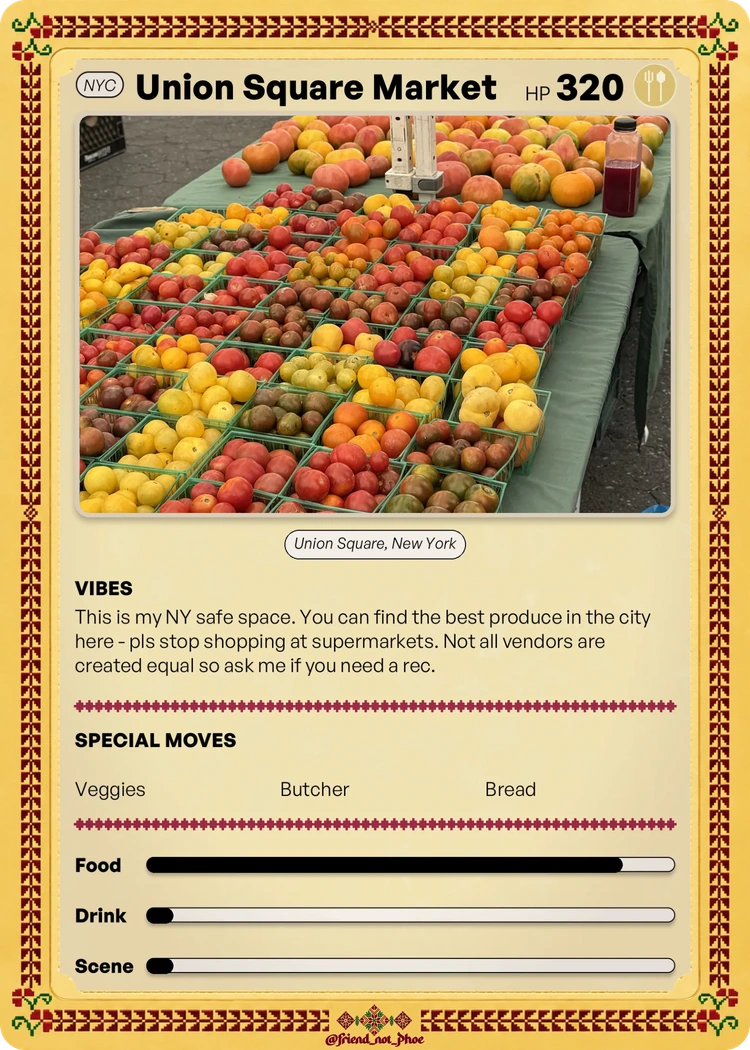 NYC
Union Square Market
HP 320
Union Square, New York
VIBES
This is my NY safe space. You can find the best produce in the city
here - pls stop shopping at supermarkets. Not all vendors are
created equal so ask me if you need a rec.
SPECIAL MOVES
Veggies Butcher Bread
Food
Drink
Scene
@friend_not_Phoe